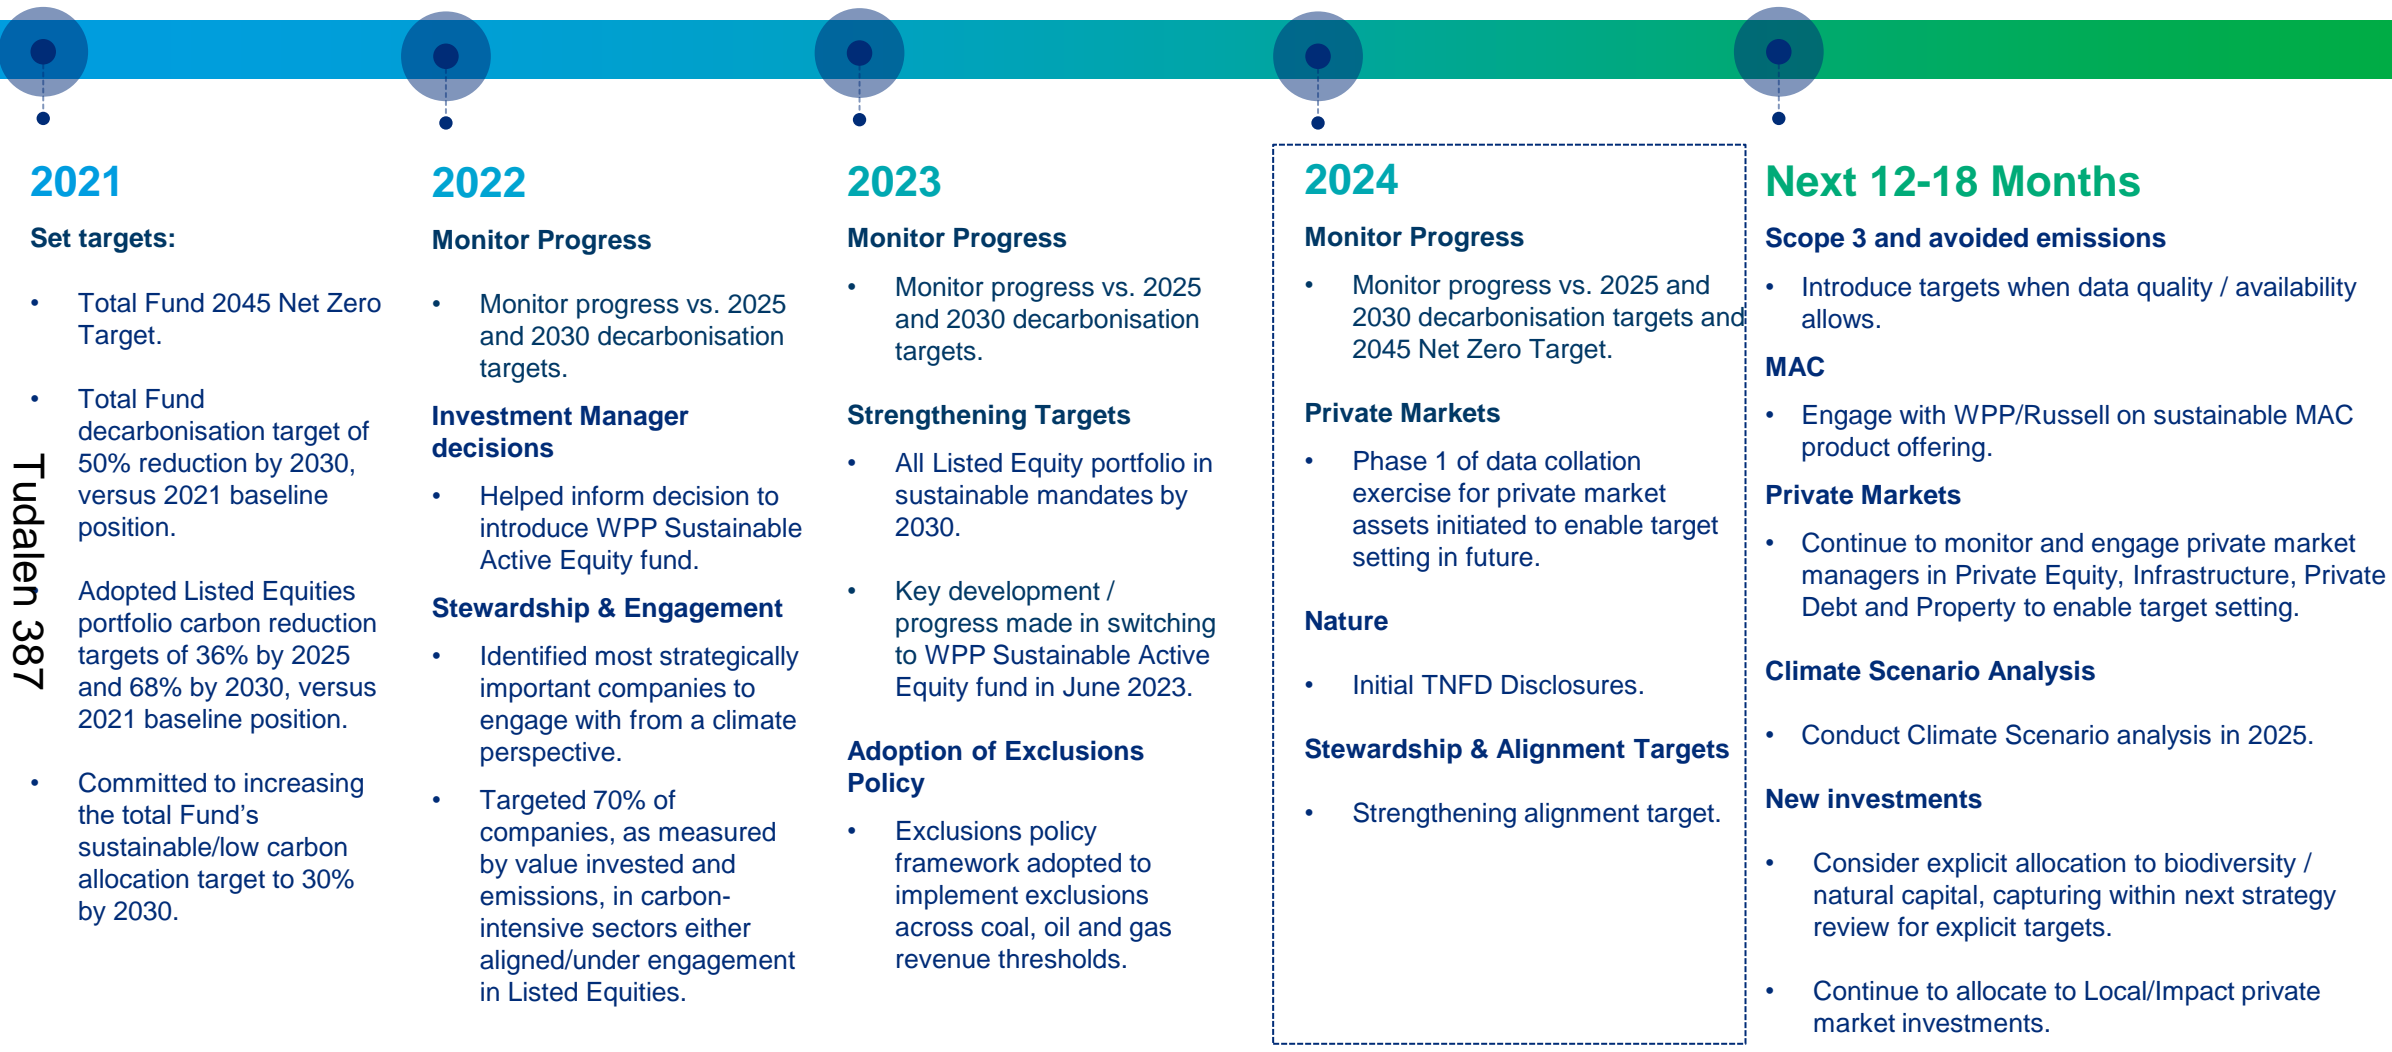 2021
Set targets:
• Total Fund 2045 Net Zero
Target.
• Total Fund
decarbonisation target of
50% reduction by 2030,
versus 2021 baseline
position.
• Adopted Listed Equities
portfolio carbon reduction
targets of 36% by 2025
and 68% by 2030, versus
2021 baseline position.
• Committed to increasing
the total Fund’s
sustainable/low carbon
allocation target to 30%
by 2030.
Tudalen 387
2022
Monitor Progress
• Monitor progress vs. 2025
and 2030 decarbonisation
targets.
Investment Manager
decisions
• Helped inform decision to
introduce WPP Sustainable
Active Equity fund.
Stewardship & Engagement
• Identified most strategically
important companies to
engage with from a climate
perspective.
• Targeted 70% of
companies, as measured
by value invested and
emissions, in carbon-
intensive sectors either
aligned/under engagement
in Listed Equities.
2023
Monitor Progress
• Monitor progress vs. 2025
and 2030 decarbonisation
targets.
Strengthening Targets
• All Listed Equity portfolio in
sustainable mandates by
2030.
• Key development /
progress made in switching
to WPP Sustainable Active
Equity fund in June 2023.
Adoption of Exclusions
Policy
• Exclusions policy
framework adopted to
implement exclusions
across coal, oil and gas
revenue thresholds.
2024
Monitor Progress
• Monitor progress vs. 2025 and
2030 decarbonisation targets and
2045 Net Zero Target.
Private Markets
• Phase 1 of data collation
exercise for private market
assets initiated to enable target
setting in future.
Nature
• Initial TNFD Disclosures.
Stewardship & Alignment Targets
• Strengthening alignment target.
Next 12-18 Months
Scope 3 and avoided emissions
• Introduce targets when data quality / availability
allows.
MAC
• Engage with WPP/Russell on sustainable MAC
product offering.
Private Markets
• Continue to monitor and engage private market
managers in Private Equity, Infrastructure, Private
Debt and Property to enable target setting.
Climate Scenario Analysis
• Conduct Climate Scenario analysis in 2025.
New investments
• Consider explicit allocation to biodiversity /
natural capital, capturing within next strategy
review for explicit targets.
• Continue to allocate to Local/Impact private
market investments.